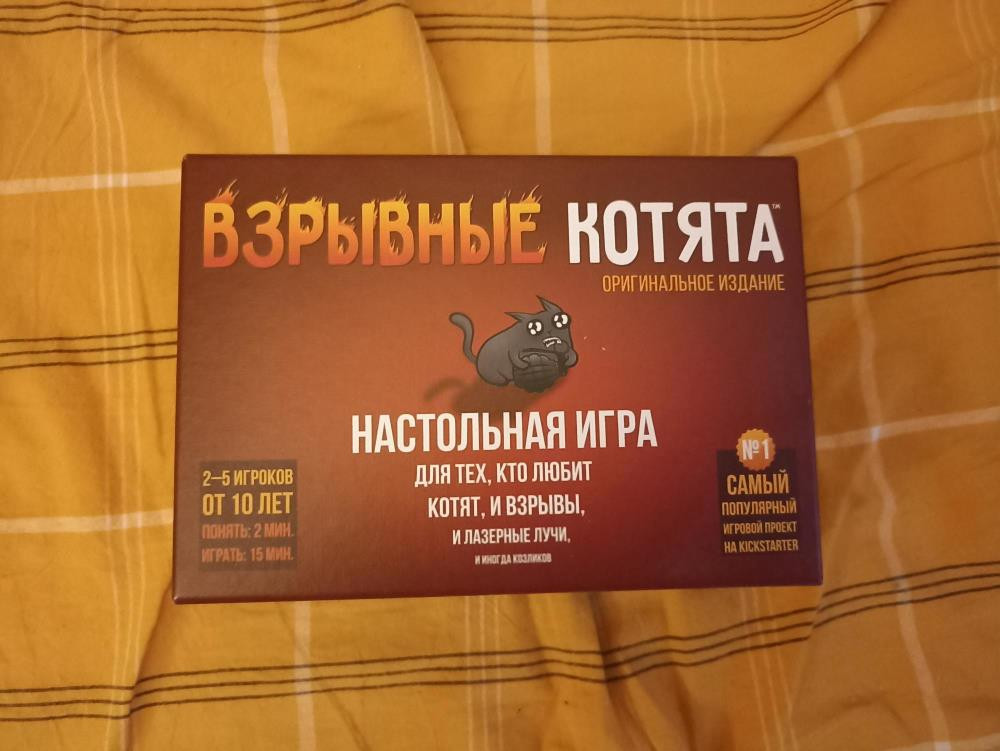 ВЗРЫВНЫЕ КОТЯТА™
ОРИГИНАЛЬНОЕ ИЗДАНИЕ
НАСТОЛЬНАЯ ИГРА
ДЛЯ ТЕХ, КТО ЛЮБИТ
КОТЯТ, И ВЗРЫВЫ,
И ЛАЗЕРНЫЕ ЛУЧИ,
И ИНОГДА КОЗЛИКОВ
2–5 ИГРОКОВ
ОТ 10 ЛЕТ
ПОНЯТЬ: 2 МИН.
ИГРАТЬ: 15 МИН.
№1
САМЫЙ
ПОПУЛЯРНЫЙ
ИГРОВОЙ ПРОЕКТ
НА KICKSTARTER